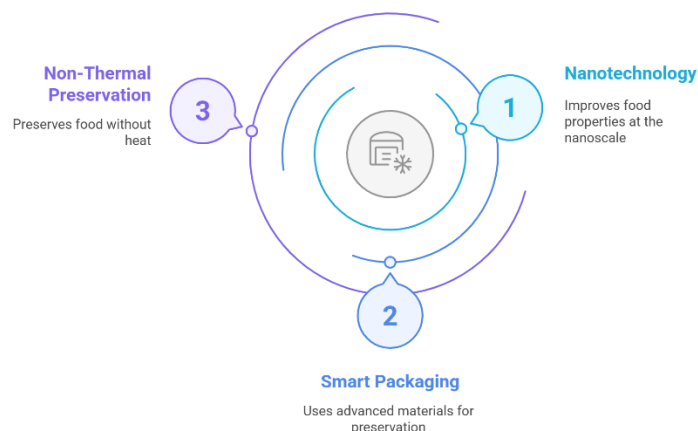 Nanotechnology
1
Improves food
properties at the
nanoscale
2
Smart Packaging
Uses advanced materials for
preservation
Non-Thermal
Preservation
3
Preserves food without
heat